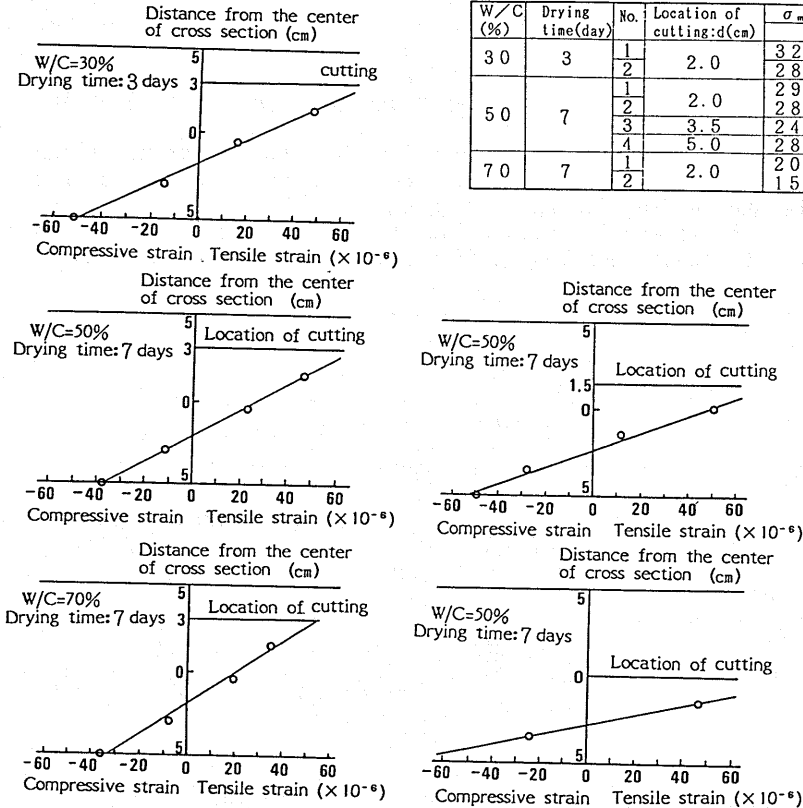 Distance from the center
of cross section (cm)
W/C=30%
Drying time: 3 days
5
3
cutting
0
5
-60 -40 -20 0 20 40 60
Compressive strain Tensile strain (×10⁻⁶)
W/C (%) Drying time(day) No. Location of cutting:d(cm) σ
30 3 1 2.0 32
2 28
50 7 1 2.0 29
2 28
3 3.5 24
4 5.0 28
70 7 1 2.0 20
2 15
Distance from the center
of cross section (cm)
W/C=50%
Drying time: 7 days
5
3
Location of cutting
0
5
-60 -40 -20 0 20 40 60
Compressive strain Tensile strain (×10⁻⁶)
Distance from the center
of cross section (cm)
W/C=50%
Drying time: 7 days
5
Location of cutting
1.5
0
5
-60 -40 -20 0 20 40 60
Compressive strain Tensile strain (×10⁻⁶)
Distance from the center
of cross section (cm)
W/C=70%
Drying time: 7 days
5
3
Location of cutting
0
5
-60 -40 -20 0 20 40 60
Compressive strain Tensile strain (×10⁻⁶)
Distance from the center
of cross section (cm)
W/C=50%
Drying time: 7 days
5
Location of cutting
0
5
-60 -40 -20 0 20 40 60
Compressive strain Tensile strain (×10⁻⁶)